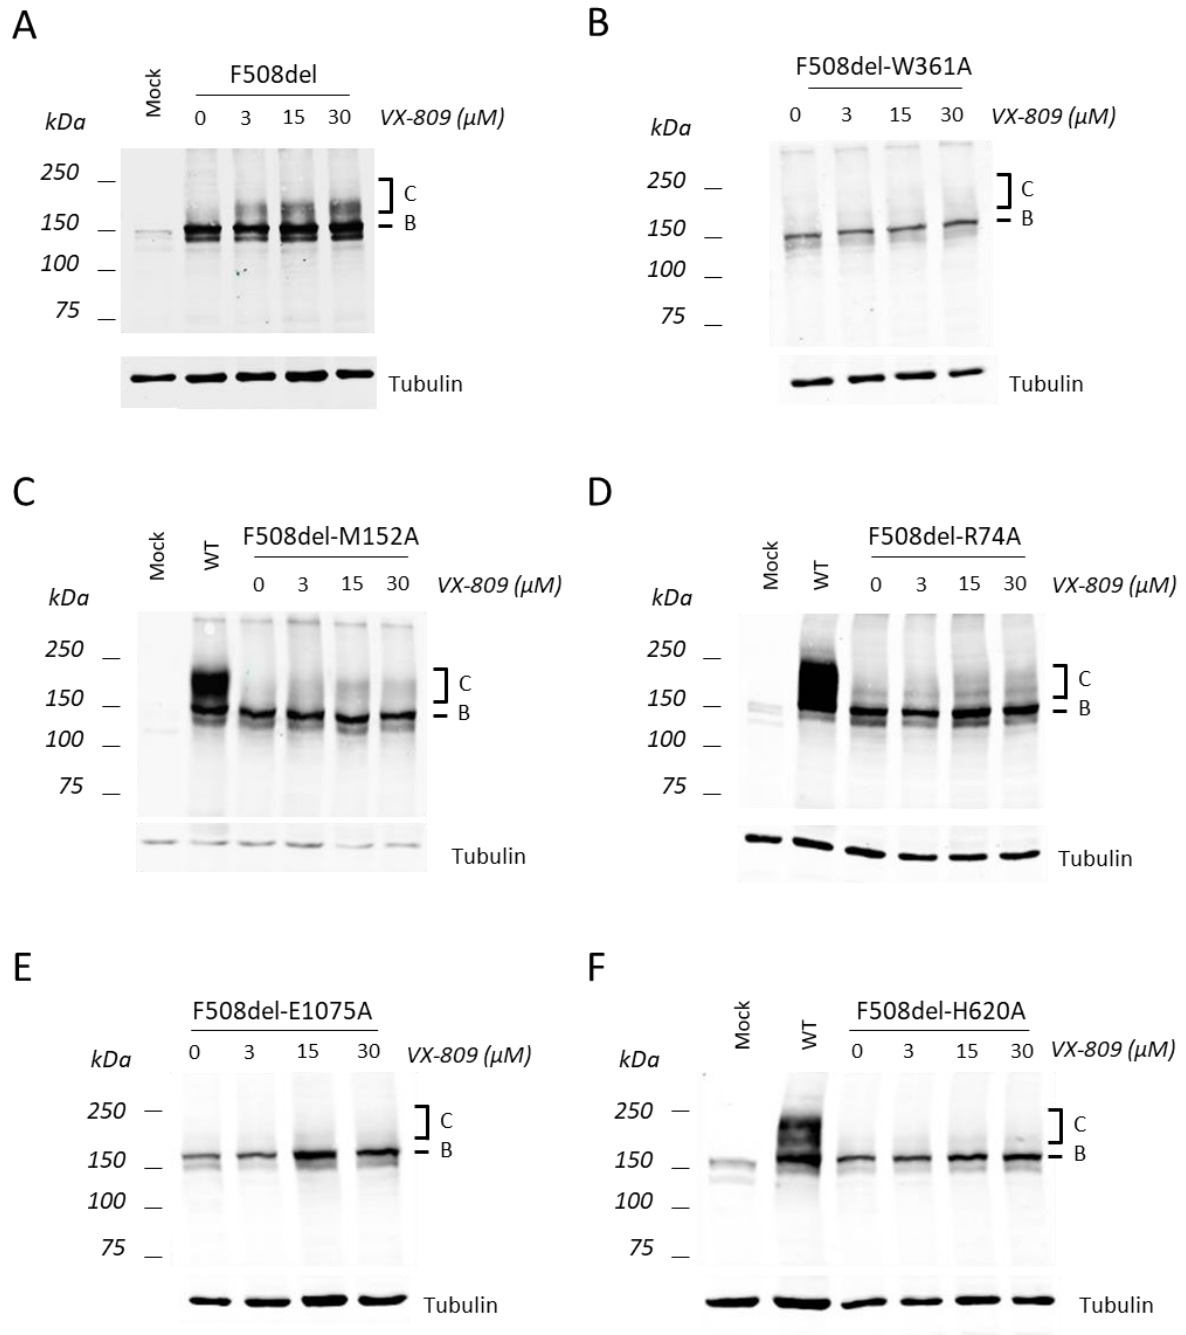 A
Mock
F508del
0 3 15 30 VX-809 (µM)
kDa
250
150
100
75
C
B
Tubulin
B
F508del-W361A
0 3 15 30 VX-809 (µM)
kDa
250
150
100
75
C
B
Tubulin
C
Mock
WT
F508del-M152A
0 3 15 30 VX-809 (µM)
kDa
250
150
100
75
C
B
Tubulin
D
Mock
WT
F508del-R74A
0 3 15 30 VX-809 (µM)
kDa
250
150
100
75
C
B
Tubulin
E
F508del-E1075A
0 3 15 30 VX-809 (µM)
kDa
250
150
100
75
C
B
Tubulin
F
Mock
WT
F508del-H620A
0 3 15 30 VX-809 (µM)
kDa
250
150
100
75
C
B
Tubulin